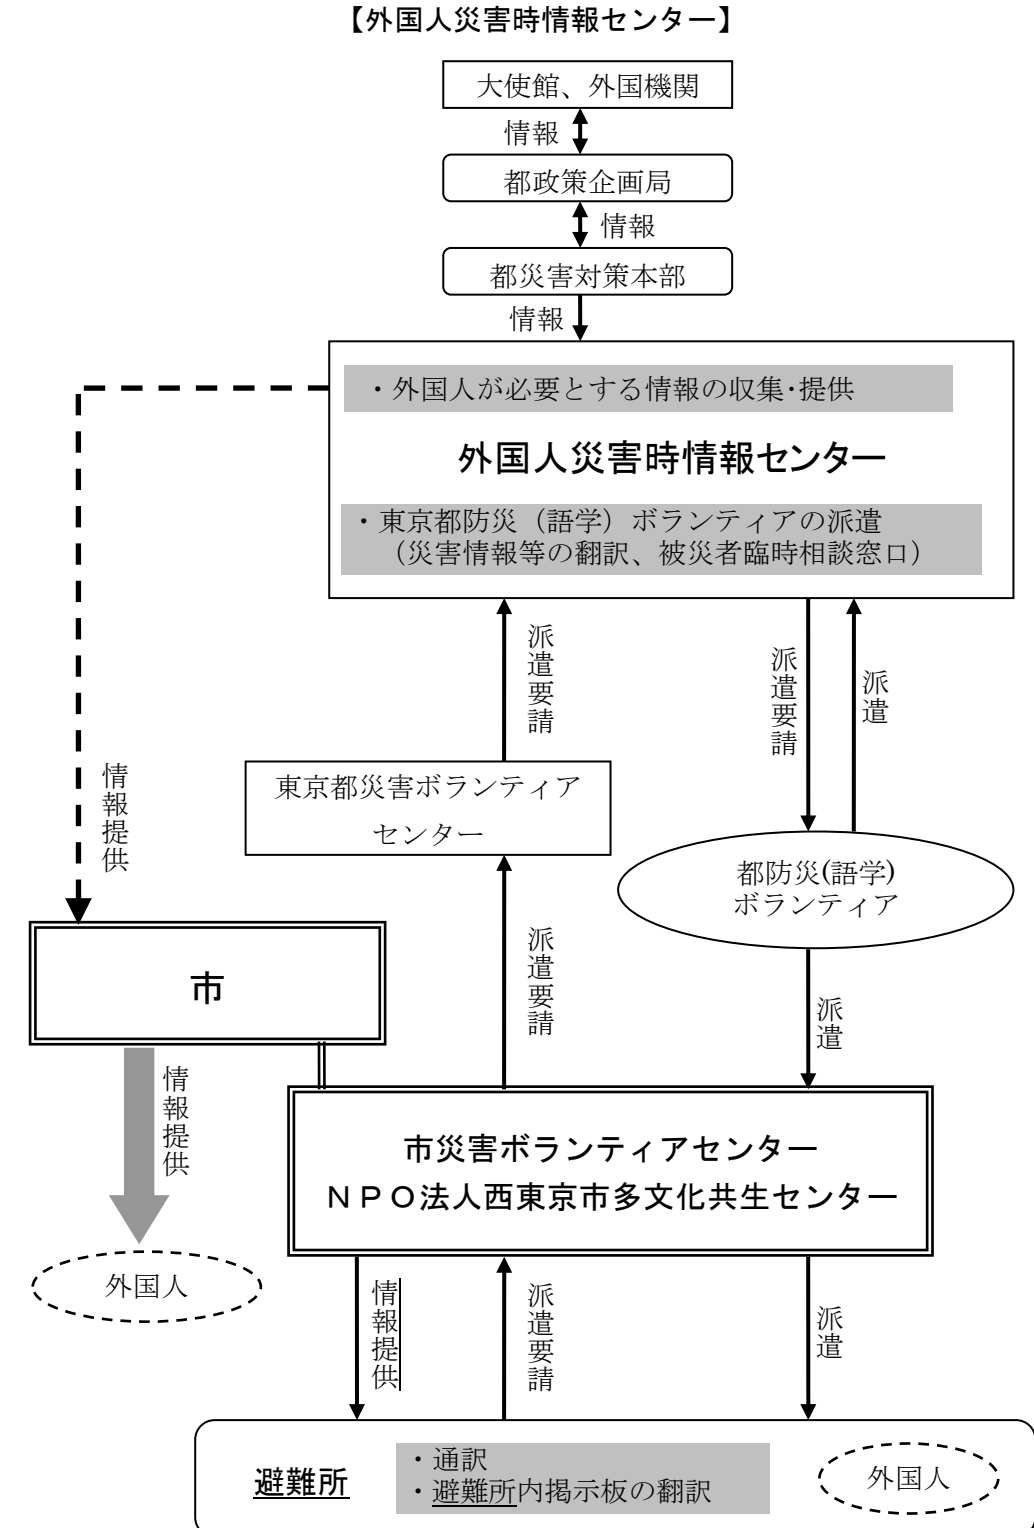 【外国人災害時情報センター】
大使館、外国機関
情報
都政策企画局
情報
都災害対策本部
情報
・外国人が必要とする情報の収集･提供
外国人災害時情報センター
・東京都防災（語学）ボランティアの派遣
（災害情報等の翻訳、被災者臨時相談窓口）
派遣要請
派遣要請
派遣
情報提供
東京都災害ボランティア
センター
都防災(語学)
ボランティア
派遣要請
派遣
市
情報提供
市災害ボランティアセンター
ＮＰＯ法人西東京市多文化共生センター
外国人
情報提供
派遣要請
派遣
避難所
・通訳
・避難所内掲示板の翻訳
外国人